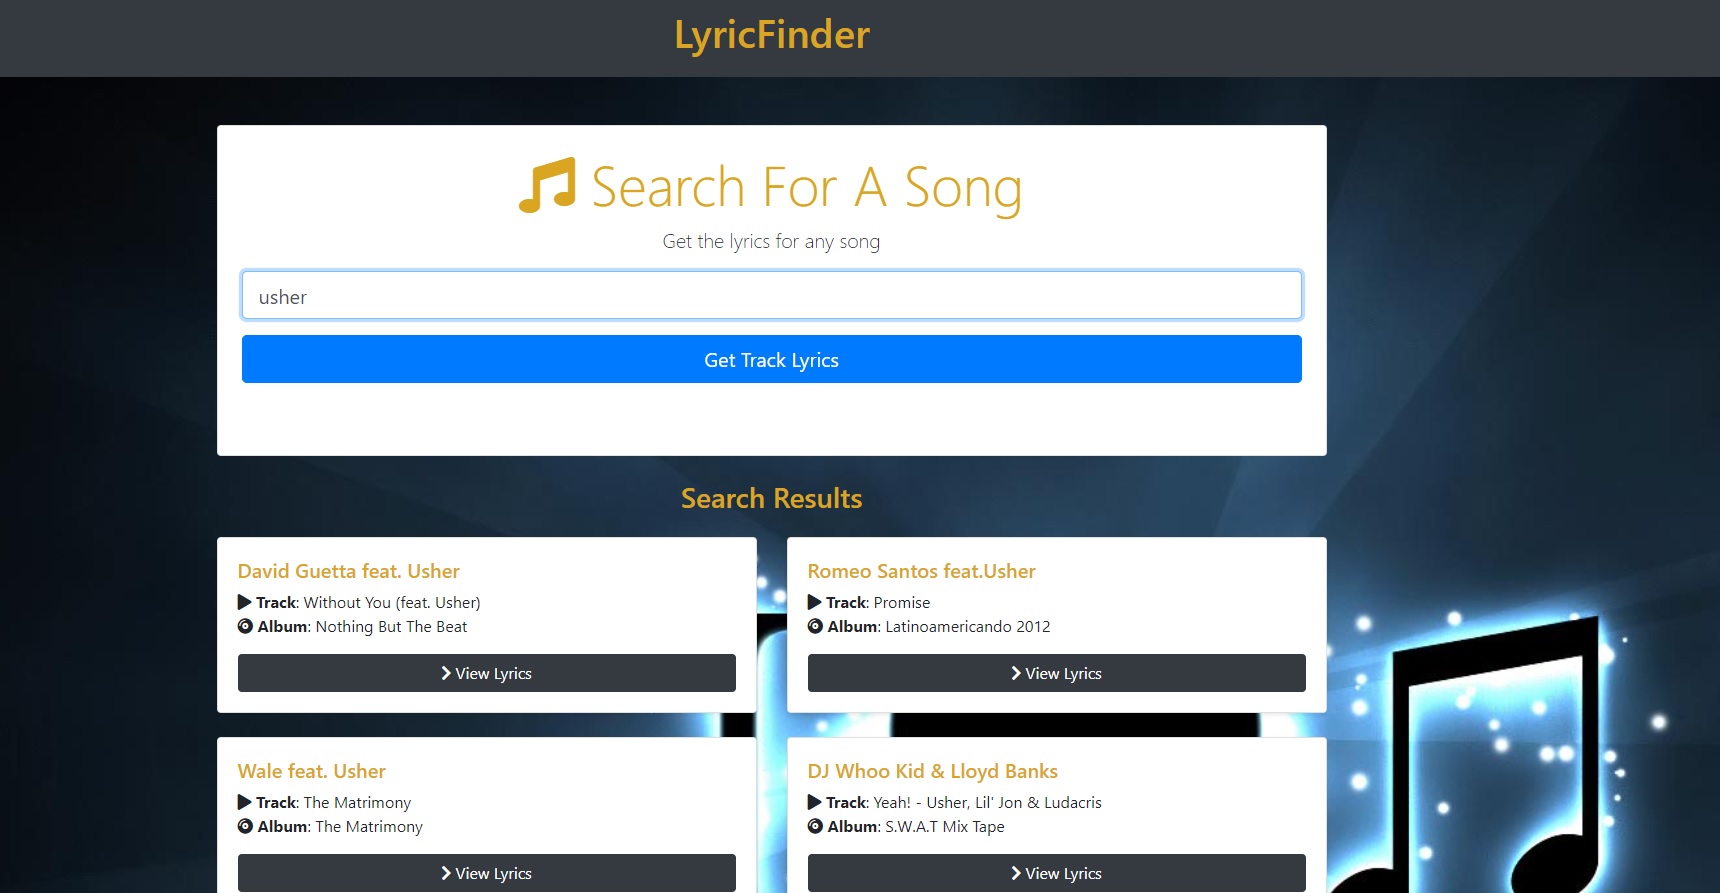 LyricFinder
Search For A Song
Get the lyrics for any song
usher
Get Track Lyrics
Search Results
David Guetta feat. Usher
Track: Without You (feat. Usher)
Album: Nothing But The Beat
View Lyrics
Romeo Santos feat.Usher
Track: Promise
Album: Latinoamericando 2012
View Lyrics
Wale feat. Usher
Track: The Matrimony
Album: The Matrimony
View Lyrics
DJ Whoo Kid & Lloyd Banks
Track: Yeah! - Usher, Lil' Jon & Ludacris
Album: S.W.A.T Mix Tape
View Lyrics